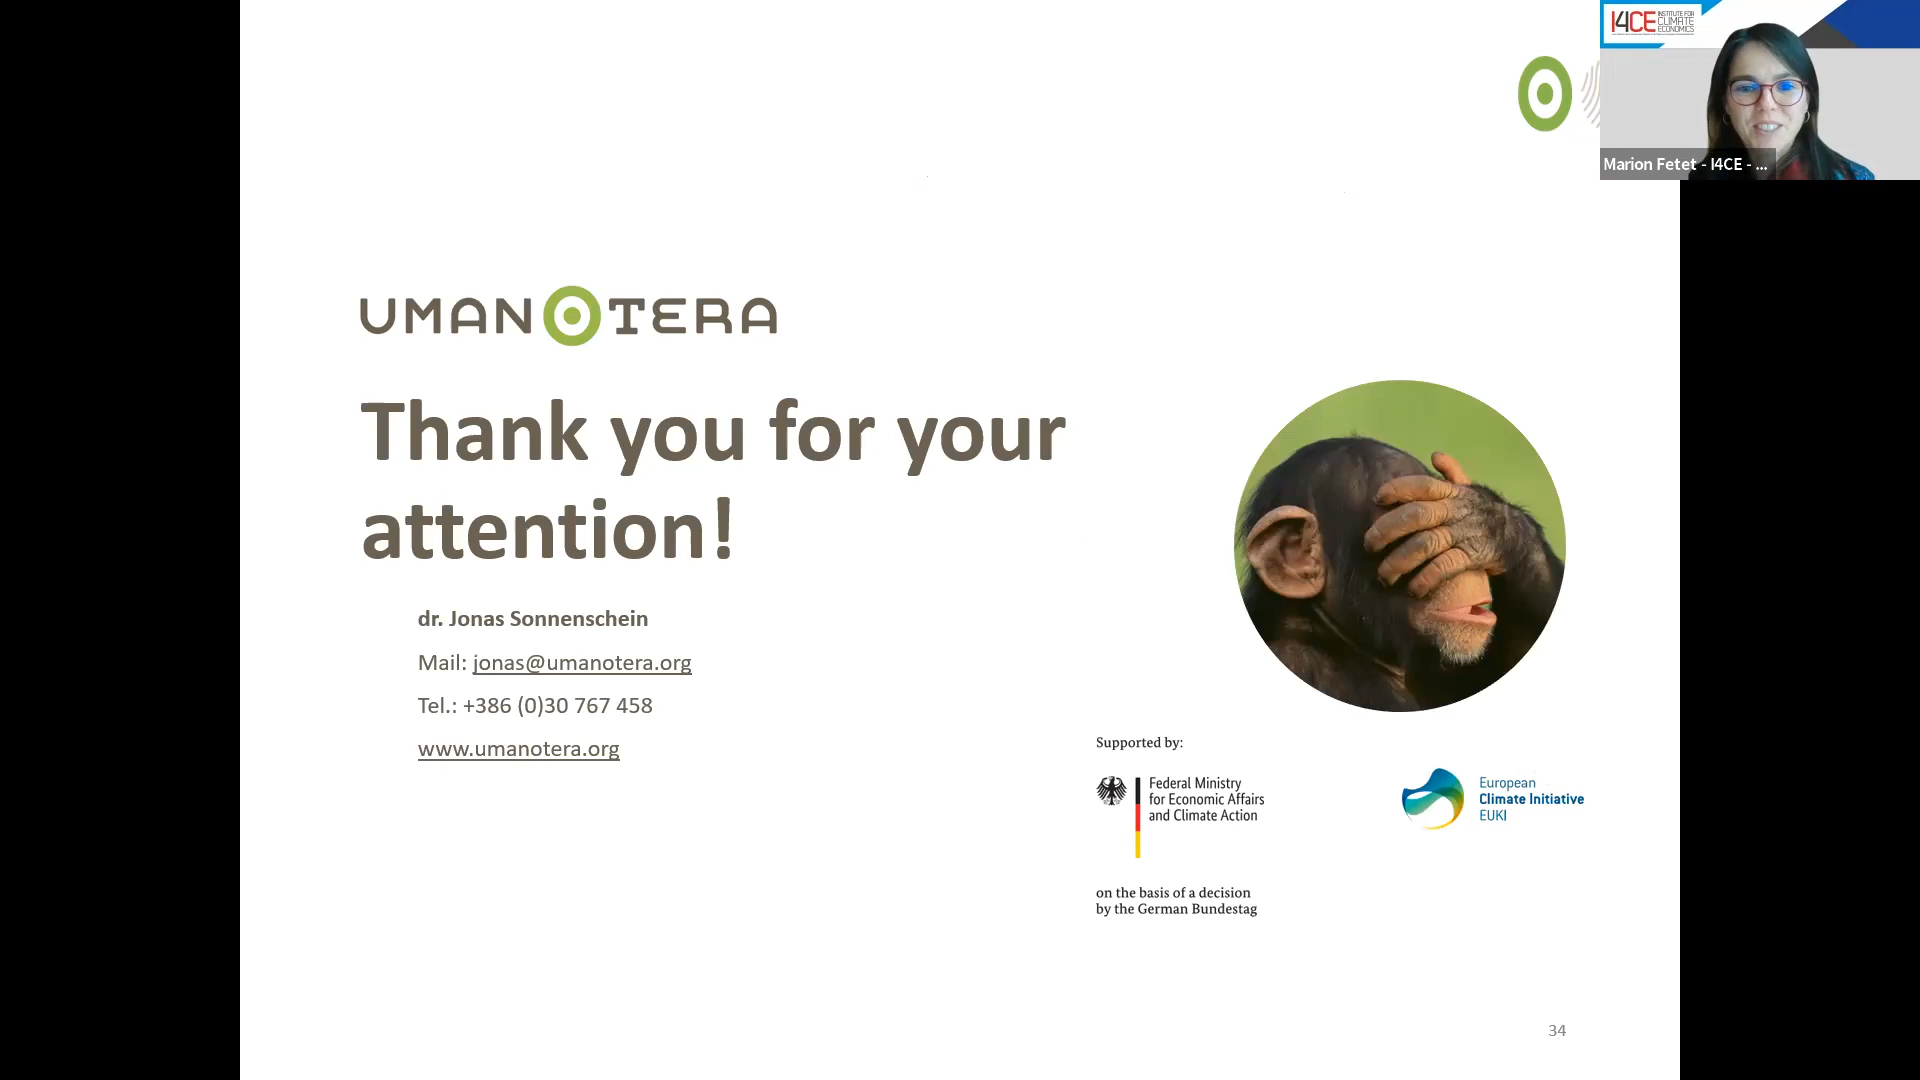 I4CE INSTITUTE FOR
CLIMATE
ECONOMICS
Marion Fetet - I4CE - ...
UMANOTERA
Thank you for your
attention!
dr. Jonas Sonnenschein
Mail: jonas@umanotera.org
Tel.: +386 (0)30 767 458
www.umanotera.org
Supported by:
Federal Ministry
for Economic Affairs
and Climate Action
on the basis of a decision
by the German Bundestag
European
Climate Initiative
EUKI
34